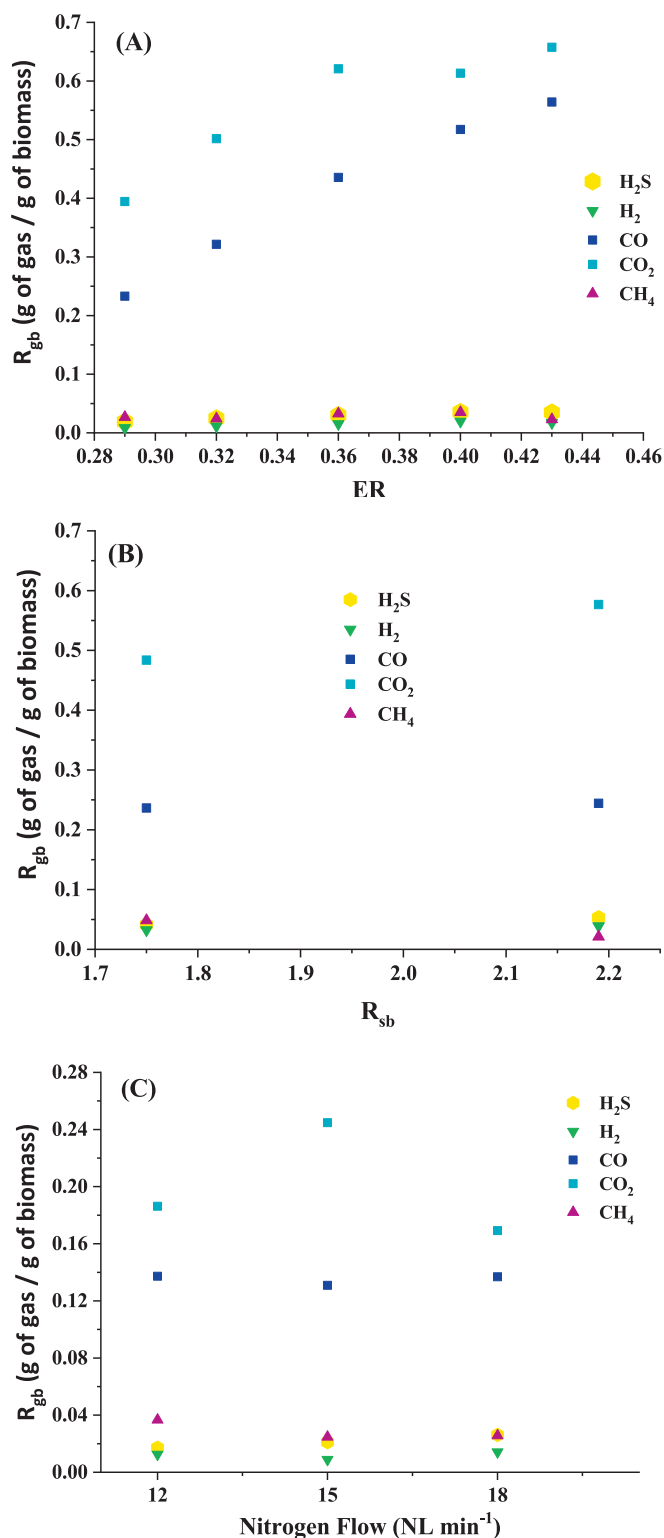 (A)
R_gb (g of gas / g of biomass)
0.7
0.6
0.5
0.4
0.3
0.2
0.1
0.0
H₂S
H₂
CO
CO₂
CH₄
0.28 0.30 0.32 0.34 0.36 0.38 0.40 0.42 0.44 0.46
ER
(B)
R_gb (g of gas / g of biomass)
0.7
0.6
0.5
0.4
0.3
0.2
0.1
0.0
H₂S
H₂
CO
CO₂
CH₄
1.7 1.8 1.9 2.0 2.1 2.2
R_sb
(C)
R_gb (g of gas / g of biomass)
0.28
0.24
0.20
0.16
0.12
0.08
0.04
0.00
H₂S
H₂
CO
CO₂
CH₄
12 15 18
Nitrogen Flow (NL min⁻¹)